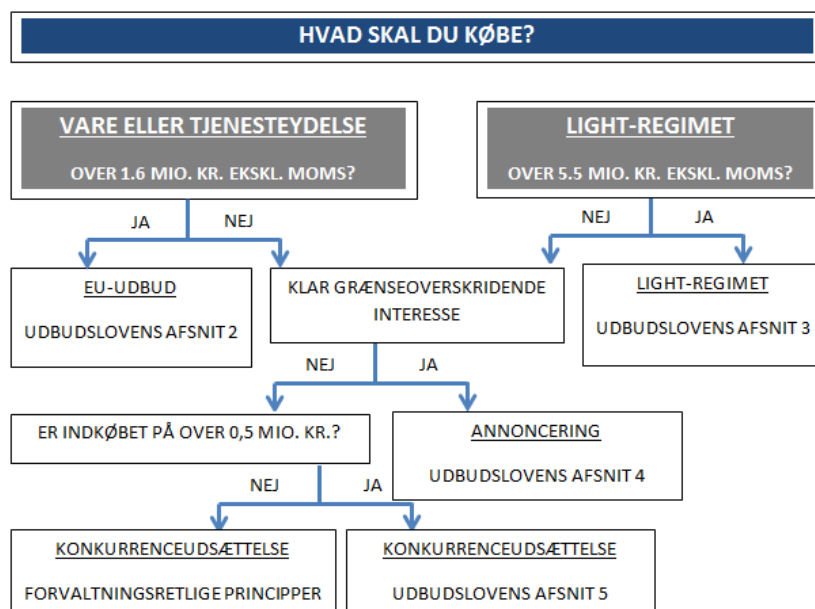 HVAD SKAL DU KØBE?
VARE ELLER TJENESTEYDELSE
OVER 1.6 MIO. KR. EKSKL. MOMS?
LIGHT-REGIMET
OVER 5.5 MIO. KR. EKSKL. MOMS?
JA
NEJ
NEJ
JA
EU-UDBUD
UDBUDSLOVENS AFSNIT 2
KLAR GRÆNSEOVERSKRIDENDE
INTERESSE
LIGHT-REGIMET
UDBUDSLOVENS AFSNIT 3
NEJ
JA
ER INDKØBET PÅ OVER 0,5 MIO. KR.?
ANNONCERING
UDBUDSLOVENS AFSNIT 4
NEJ
JA
KONKURRENCEUDSÆTTELSE
FORVALTNINGSRETLIGE PRINCIPPER
KONKURRENCEUDSÆTTELSE
UDBUDSLOVENS AFSNIT 5